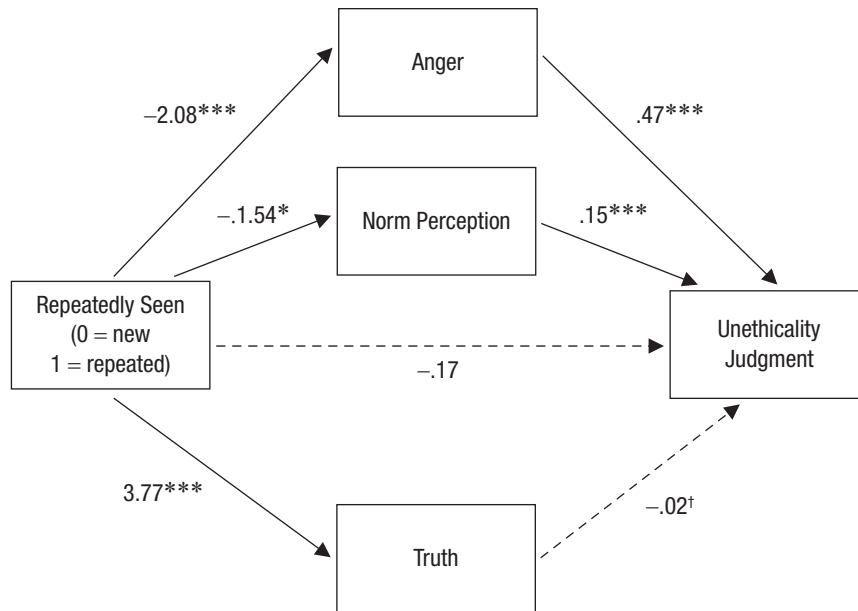 Anger
−2.08***
.47***
Norm Perception
−.1.54*
.15***
Repeatedly Seen
(0 = new
1 = repeated)
Unethicality
Judgment
−.17
3.77***
−.02†
Truth